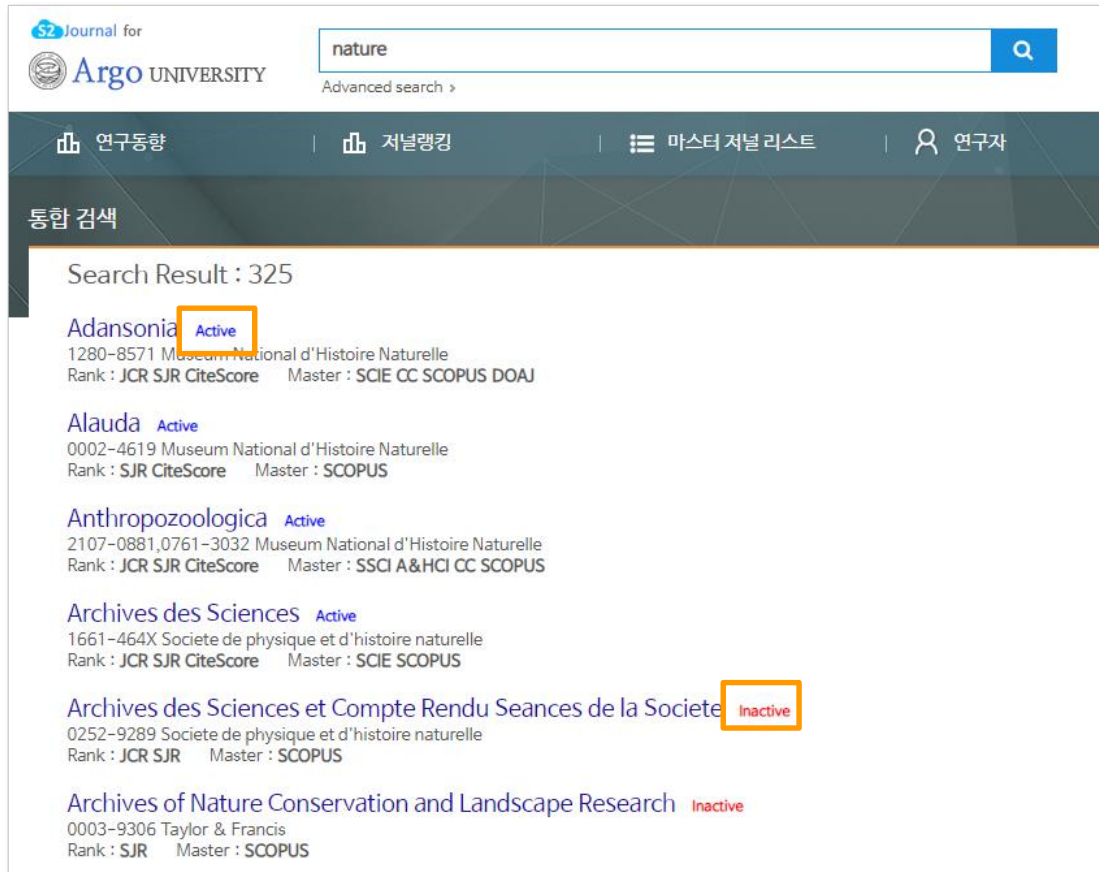 S2 Journal for
Argo UNIVERSITY
nature
Advanced search ›
연구동향
저널랭킹
마스터 저널 리스트
연구자
통합 검색
Search Result : 325
Adansonia Active
1280-8571 Museum National d'Histoire Naturelle
Rank : JCR SJR CiteScore Master : SCIE CC SCOPUS DOAJ
Alauda Active
0002-4619 Museum National d'Histoire Naturelle
Rank : SJR CiteScore Master : SCOPUS
Anthropozoologica Active
2107-0881,0761-3032 Museum National d'Histoire Naturelle
Rank : JCR SJR CiteScore Master : SSCI A&HCI CC SCOPUS
Archives des Sciences Active
1661-464X Societe de physique et d'histoire naturelle
Rank : JCR SJR CiteScore Master : SCIE SCOPUS
Archives des Sciences et Compte Rendu Seances de la Societe Inactive
0252-9289 Societe de physique et d'histoire naturelle
Rank : JCR SJR Master : SCOPUS
Archives of Nature Conservation and Landscape Research Inactive
0003-9306 Taylor & Francis
Rank : SJR Master : SCOPUS